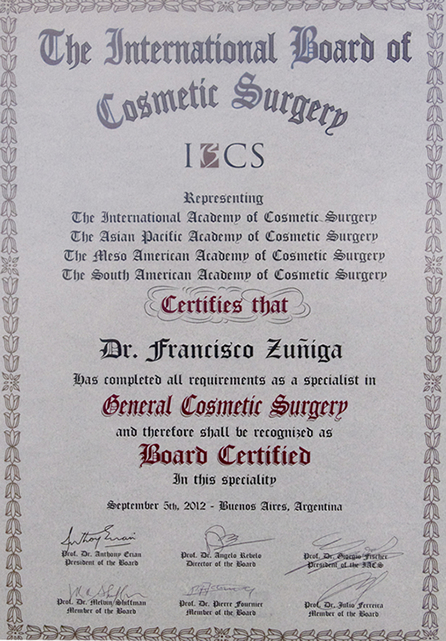 The International Board of
Cosmetic Surgery
IBCS
Representing
The International Academy of Cosmetic Surgery
The Asian Pacific Academy of Cosmetic Surgery
The Meso American Academy of Cosmetic Surgery
The South American Academy of Cosmetic Surgery
Certifies that
Dr. Francisco Zuñiga
Has completed all requirements as a specialist in
General Cosmetic Surgery
and therefore shall be recognized as
Board Certified
In this speciality
September 5th, 2012 - Buenos Aires, Argentina
Prof. Dr. Anthony Erian Prof. Dr. Angelo Rebelo Prof. Dr. Giorgio Fischer
President of the Board Director of the Board President of the IACS
Prof. Dr. Melvin Shiffman Prof. Dr. Pierre Fournier Prof. Dr. Julio Ferreira
Member of the Board Member of the Board Member of the Board